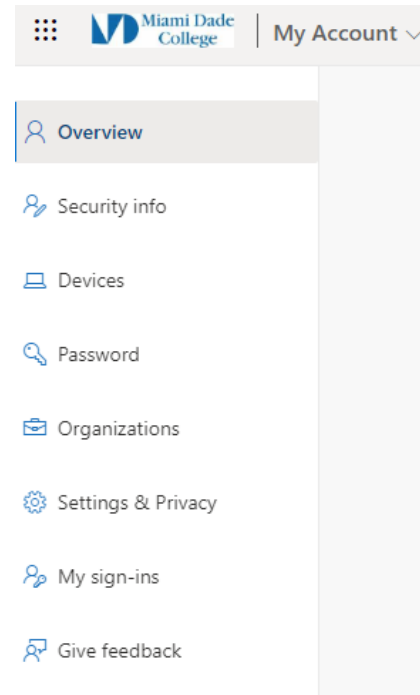 Miami Dade
College
My Account
Overview
Security info
Devices
Password
Organizations
Settings & Privacy
My sign-ins
Give feedback